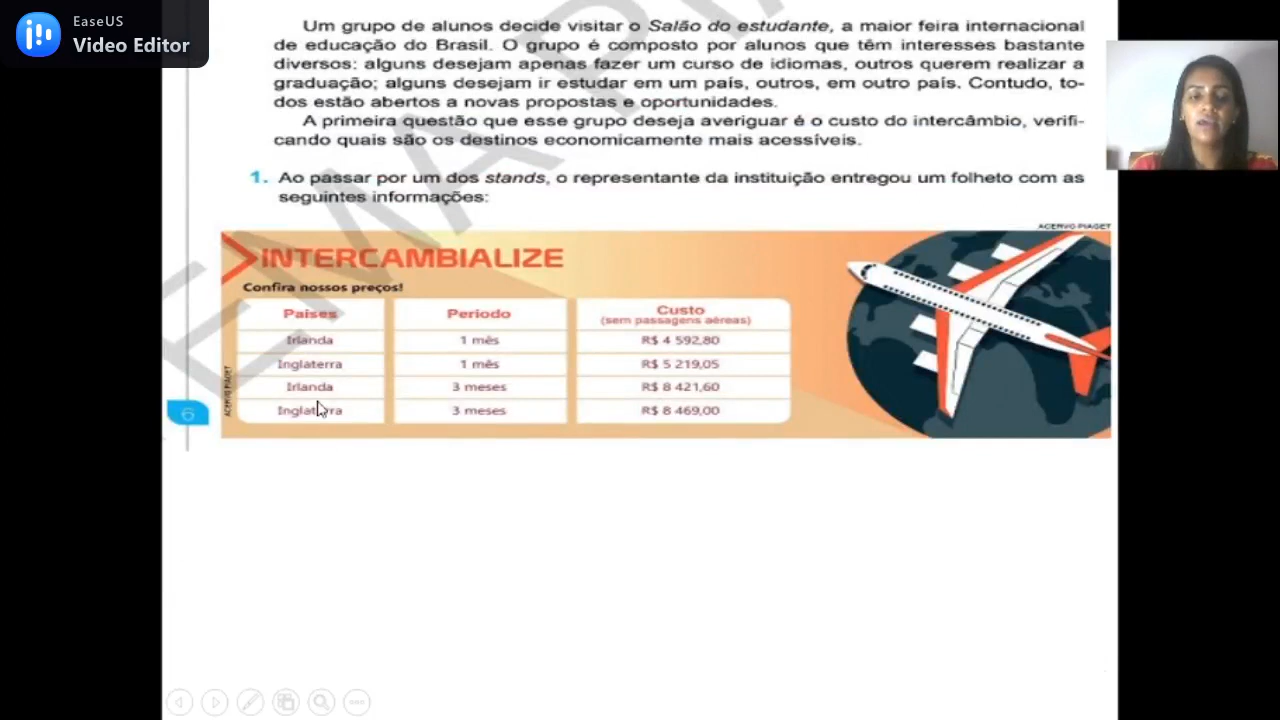 EaseUS
Video Editor
Um grupo de alunos decide visitar o Salão do estudante, a maior feira internacional
de educação do Brasil. O grupo é composto por alunos que têm interesses bastante
diversos: alguns desejam apenas fazer um curso de idiomas, outros querem realizar a
graduação; alguns desejam ir estudar em um país, outros, em outro país. Contudo, to-
dos estão abertos a novas propostas e oportunidades.
A primeira questão que esse grupo deseja averiguar é o custo do intercâmbio, verifi-
cando quais são os destinos economicamente mais acessíveis.
1. Ao passar por um dos stands, o representante da instituição entregou um folheto com as
seguintes informações:
ACERVO PIAGET
INTERCAMBIALIZE
Confira nossos preços!
Países Período Custo
(sem passagens aéreas)
Irlanda 1 mês R$ 4 592,80
Inglaterra 1 mês R$ 5 219,05
Irlanda 3 meses R$ 8 421,60
Inglaterra 3 meses R$ 8 469,00
ACERVO PIAGET
6